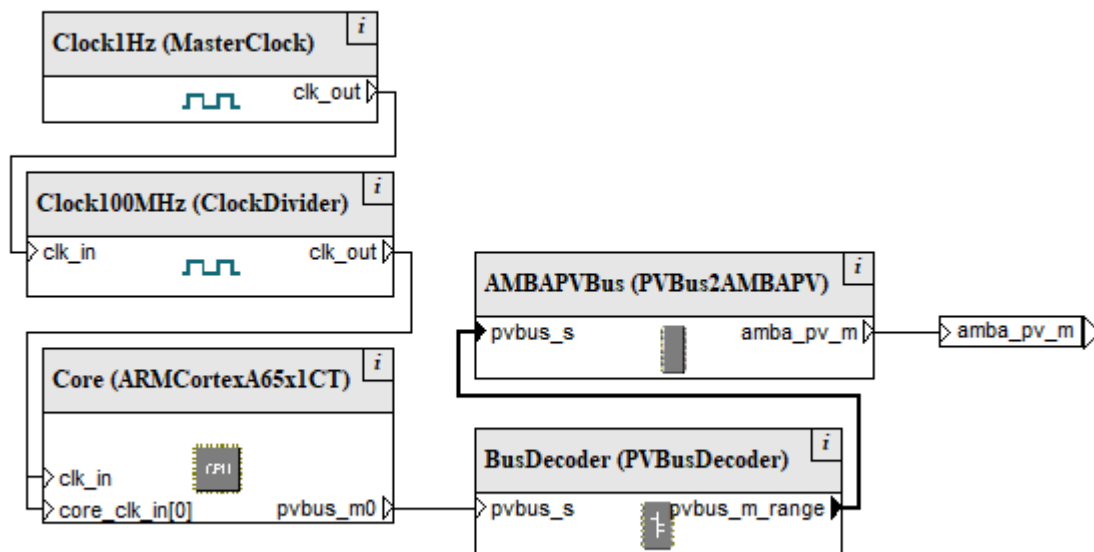 Clock1Hz (MasterClock)
i
clk_out
Clock100MHz (ClockDivider)
i
clk_in
clk_out
AMBAPVBus (PVBus2AMBAPV)
i
pvbus_s
amba_pv_m
amba_pv_m
Core (ARMCortexA65x1CT)
i
CPU
clk_in
core_clk_in[0]
pvbus_m0
BusDecoder (PVBusDecoder)
i
pvbus_s
pvbus_m_range